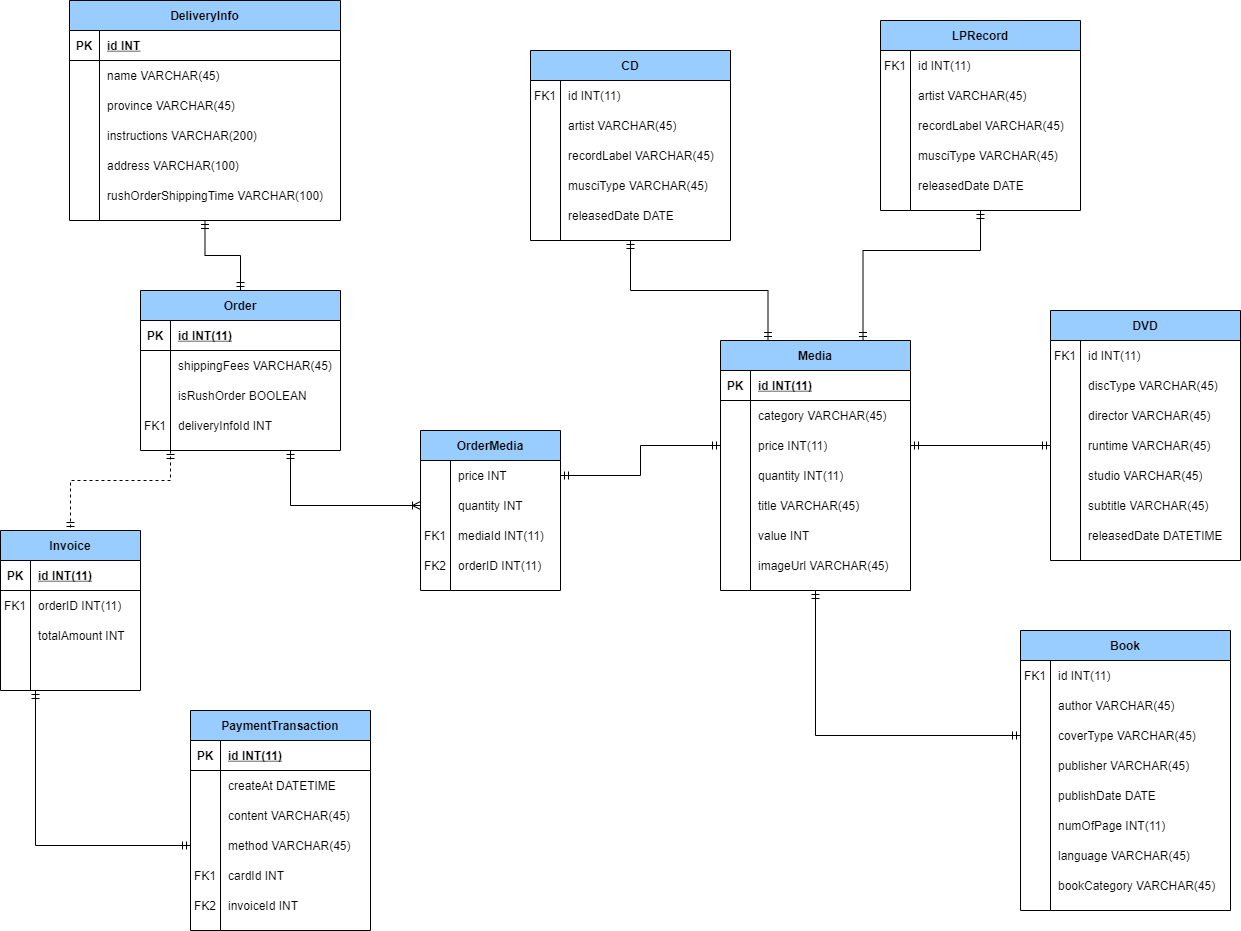 DeliveryInfo
PK id INT
name VARCHAR(45)
province VARCHAR(45)
instructions VARCHAR(200)
address VARCHAR(100)
rushOrderShippingTime VARCHAR(100)
CD
FK1 id INT(11)
artist VARCHAR(45)
recordLabel VARCHAR(45)
musciType VARCHAR(45)
releasedDate DATE
LPRecord
FK1 id INT(11)
artist VARCHAR(45)
recordLabel VARCHAR(45)
musciType VARCHAR(45)
releasedDate DATE
Order
PK id INT(11)
shippingFees VARCHAR(45)
isRushOrder BOOLEAN
FK1 deliveryInfoId INT
OrderMedia
price INT
quantity INT
FK1 mediaId INT(11)
FK2 orderID INT(11)
Media
PK id INT(11)
category VARCHAR(45)
price INT(11)
quantity INT(11)
title VARCHAR(45)
value INT
imageUrl VARCHAR(45)
DVD
FK1 id INT(11)
discType VARCHAR(45)
director VARCHAR(45)
runtime VARCHAR(45)
studio VARCHAR(45)
subtitle VARCHAR(45)
releasedDate DATETIME
Invoice
PK id INT(11)
FK1 orderID INT(11)
totalAmount INT
PaymentTransaction
PK id INT(11)
createAt DATETIME
content VARCHAR(45)
method VARCHAR(45)
FK1 cardId INT
FK2 invoiceId INT
Book
FK1 id INT(11)
author VARCHAR(45)
coverType VARCHAR(45)
publisher VARCHAR(45)
publishDate DATE
numOfPage INT(11)
language VARCHAR(45)
bookCategory VARCHAR(45)